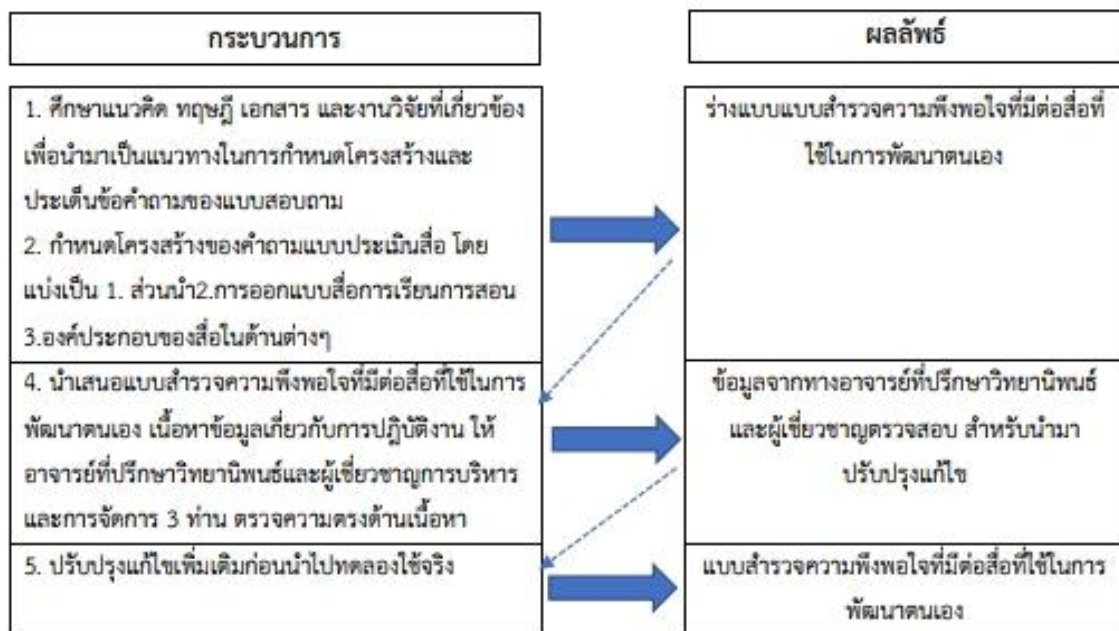 กระบวนการ
ผลลัพธ์
1. ศึกษาแนวคิด ทฤษฎี เอกสาร และงานวิจัยที่เกี่ยวข้อง
เพื่อนำมาเป็นแนวทางในการกำหนดโครงสร้างและ
ประเด็นข้อคำถามของแบบสอบถาม
2. กำหนดโครงสร้างของคำถามแบบประเมินสื่อ โดย
แบ่งเป็น 1. ส่วนนำ2.การออกแบบสื่อการเรียนการสอน
3.องค์ประกอบของสื่อในด้านต่างๆ
ร่างแบบแบบสำรวจความพึงพอใจที่มีต่อสื่อที่
ใช้ในการพัฒนาตนเอง
4. นำเสนอแบบสำรวจความพึงพอใจที่มีต่อสื่อที่ใช้ในการ
พัฒนาตนเอง เนื้อหาข้อมูลเกี่ยวกับการปฏิบัติงาน ให้
อาจารย์ที่ปรึกษาวิทยานิพนธ์และผู้เชี่ยวชาญการบริหาร
และการจัดการ 3 ท่าน ตรวจความตรงด้านเนื้อหา
ข้อมูลจากทางอาจารย์ที่ปรึกษาวิทยานิพนธ์
และผู้เชี่ยวชาญตรวจสอบ สำหรับนำมา
ปรับปรุงแก้ไข
5. ปรับปรุงแก้ไขเพิ่มเติมก่อนนำไปทดลองใช้จริง
แบบสำรวจความพึงพอใจที่มีต่อสื่อที่ใช้ในการ
พัฒนาตนเอง